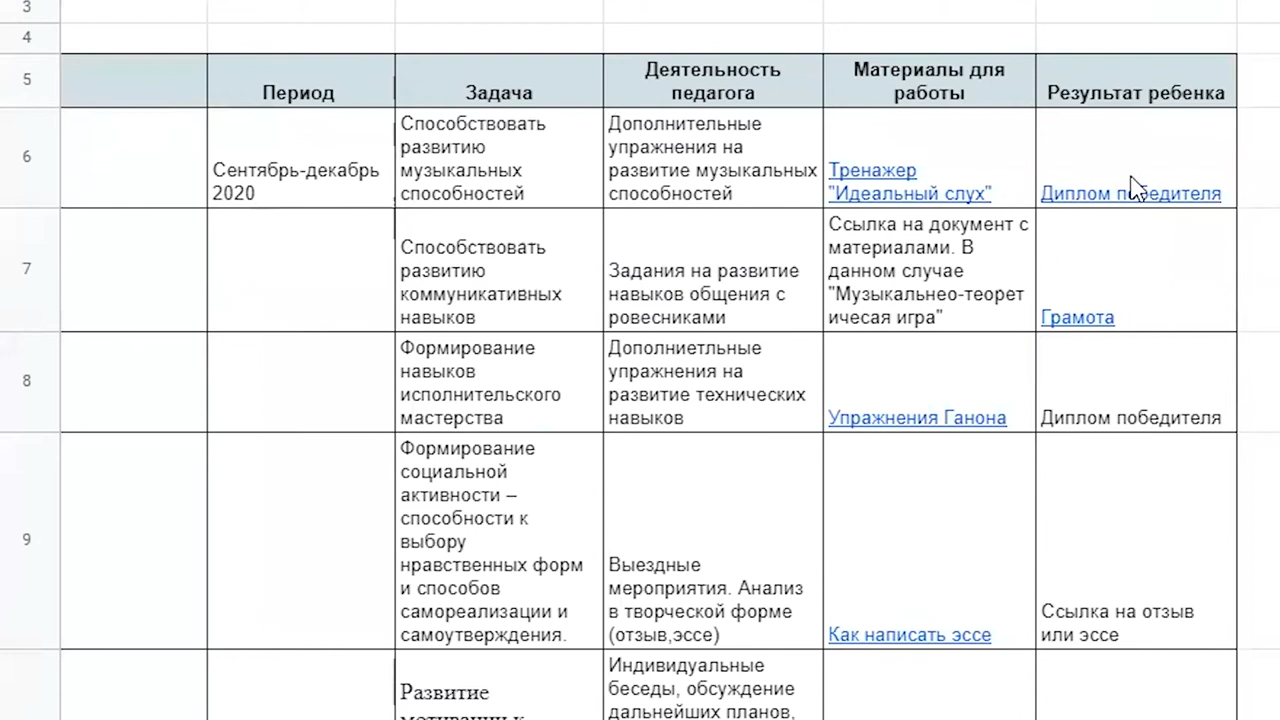 3
4
5
Период
Задача
Деятельность
педагога
Материалы для
работы
Результат ребенка
6
Сентябрь-декабрь
2020
Способствовать
развитию
музыкальных
способностей
Дополнительные
упражнения на
развитие музыкальных
способностей
Тренажер
"Идеальный слух"
Диплом победителя
7
Способствовать
развитию
коммуникативных
навыков
Задания на развитие
навыков общения с
ровесниками
Ссылка на документ с
материалами. В
данном случае
"Музыкальнео-теорет
ичесая игра"
Грамота
8
Формирование
навыков
исполнительского
мастерства
Дополниетльные
упражнения на
развитие технических
навыков
Упражнения Ганона
Диплом победителя
9
Формирование
социальной
активности –
способности к
выбору
нравственных форм
и способов
самореализации и
самоутверждения.
Выездные
мероприятия. Анализ
в творческой форме
(отзыв,эссе)
Как написать эссе
Ссылка на отзыв
или эссе
Развитие
мотивации к
Индивидуальные
беседы, обсуждение
дальнейших планов,